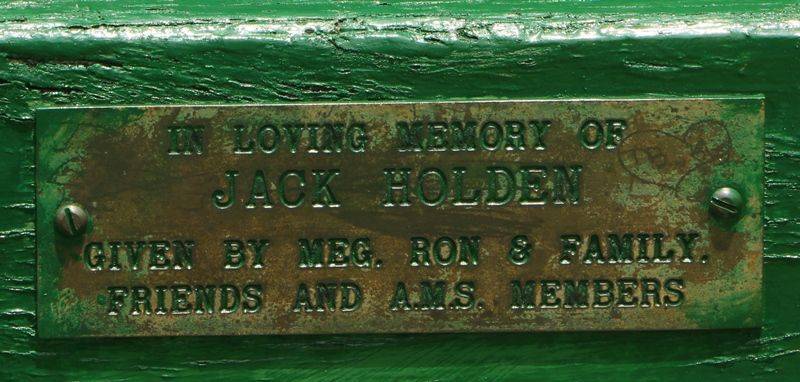 IN LOVING MEMORY OF
JACK HOLDEN
GIVEN BY MEG. RON & FAMILY.
FRIENDS AND A.M.S. MEMBERS